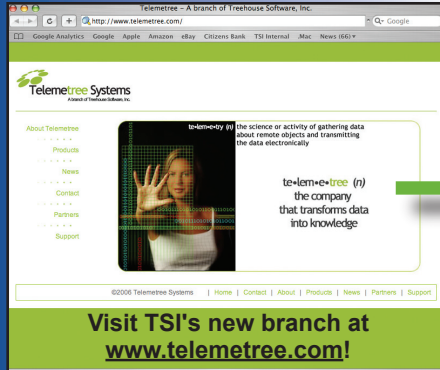 Telemetree – A branch of Treehouse Software, Inc.
http://www.telemetree.com/
Google
Google Analytics Google Apple Amazon eBay Citizens Bank TSI Internal .Mac News (66)
Telemetree Systems
A branch of Treehouse Software, Inc.
About Telemetree
Products
News
Contact
Partners
Support
te•lem•e•try (n) the science or activity of gathering data
about remote objects and transmitting
the data electronically
te•lem•e•tree (n)
the company
that transforms data
into knowledge
©2006 Telemetree Systems | Home | Contact | About | Products | News | Partners | Support
Visit TSI's new branch at
www.telemetree.com!